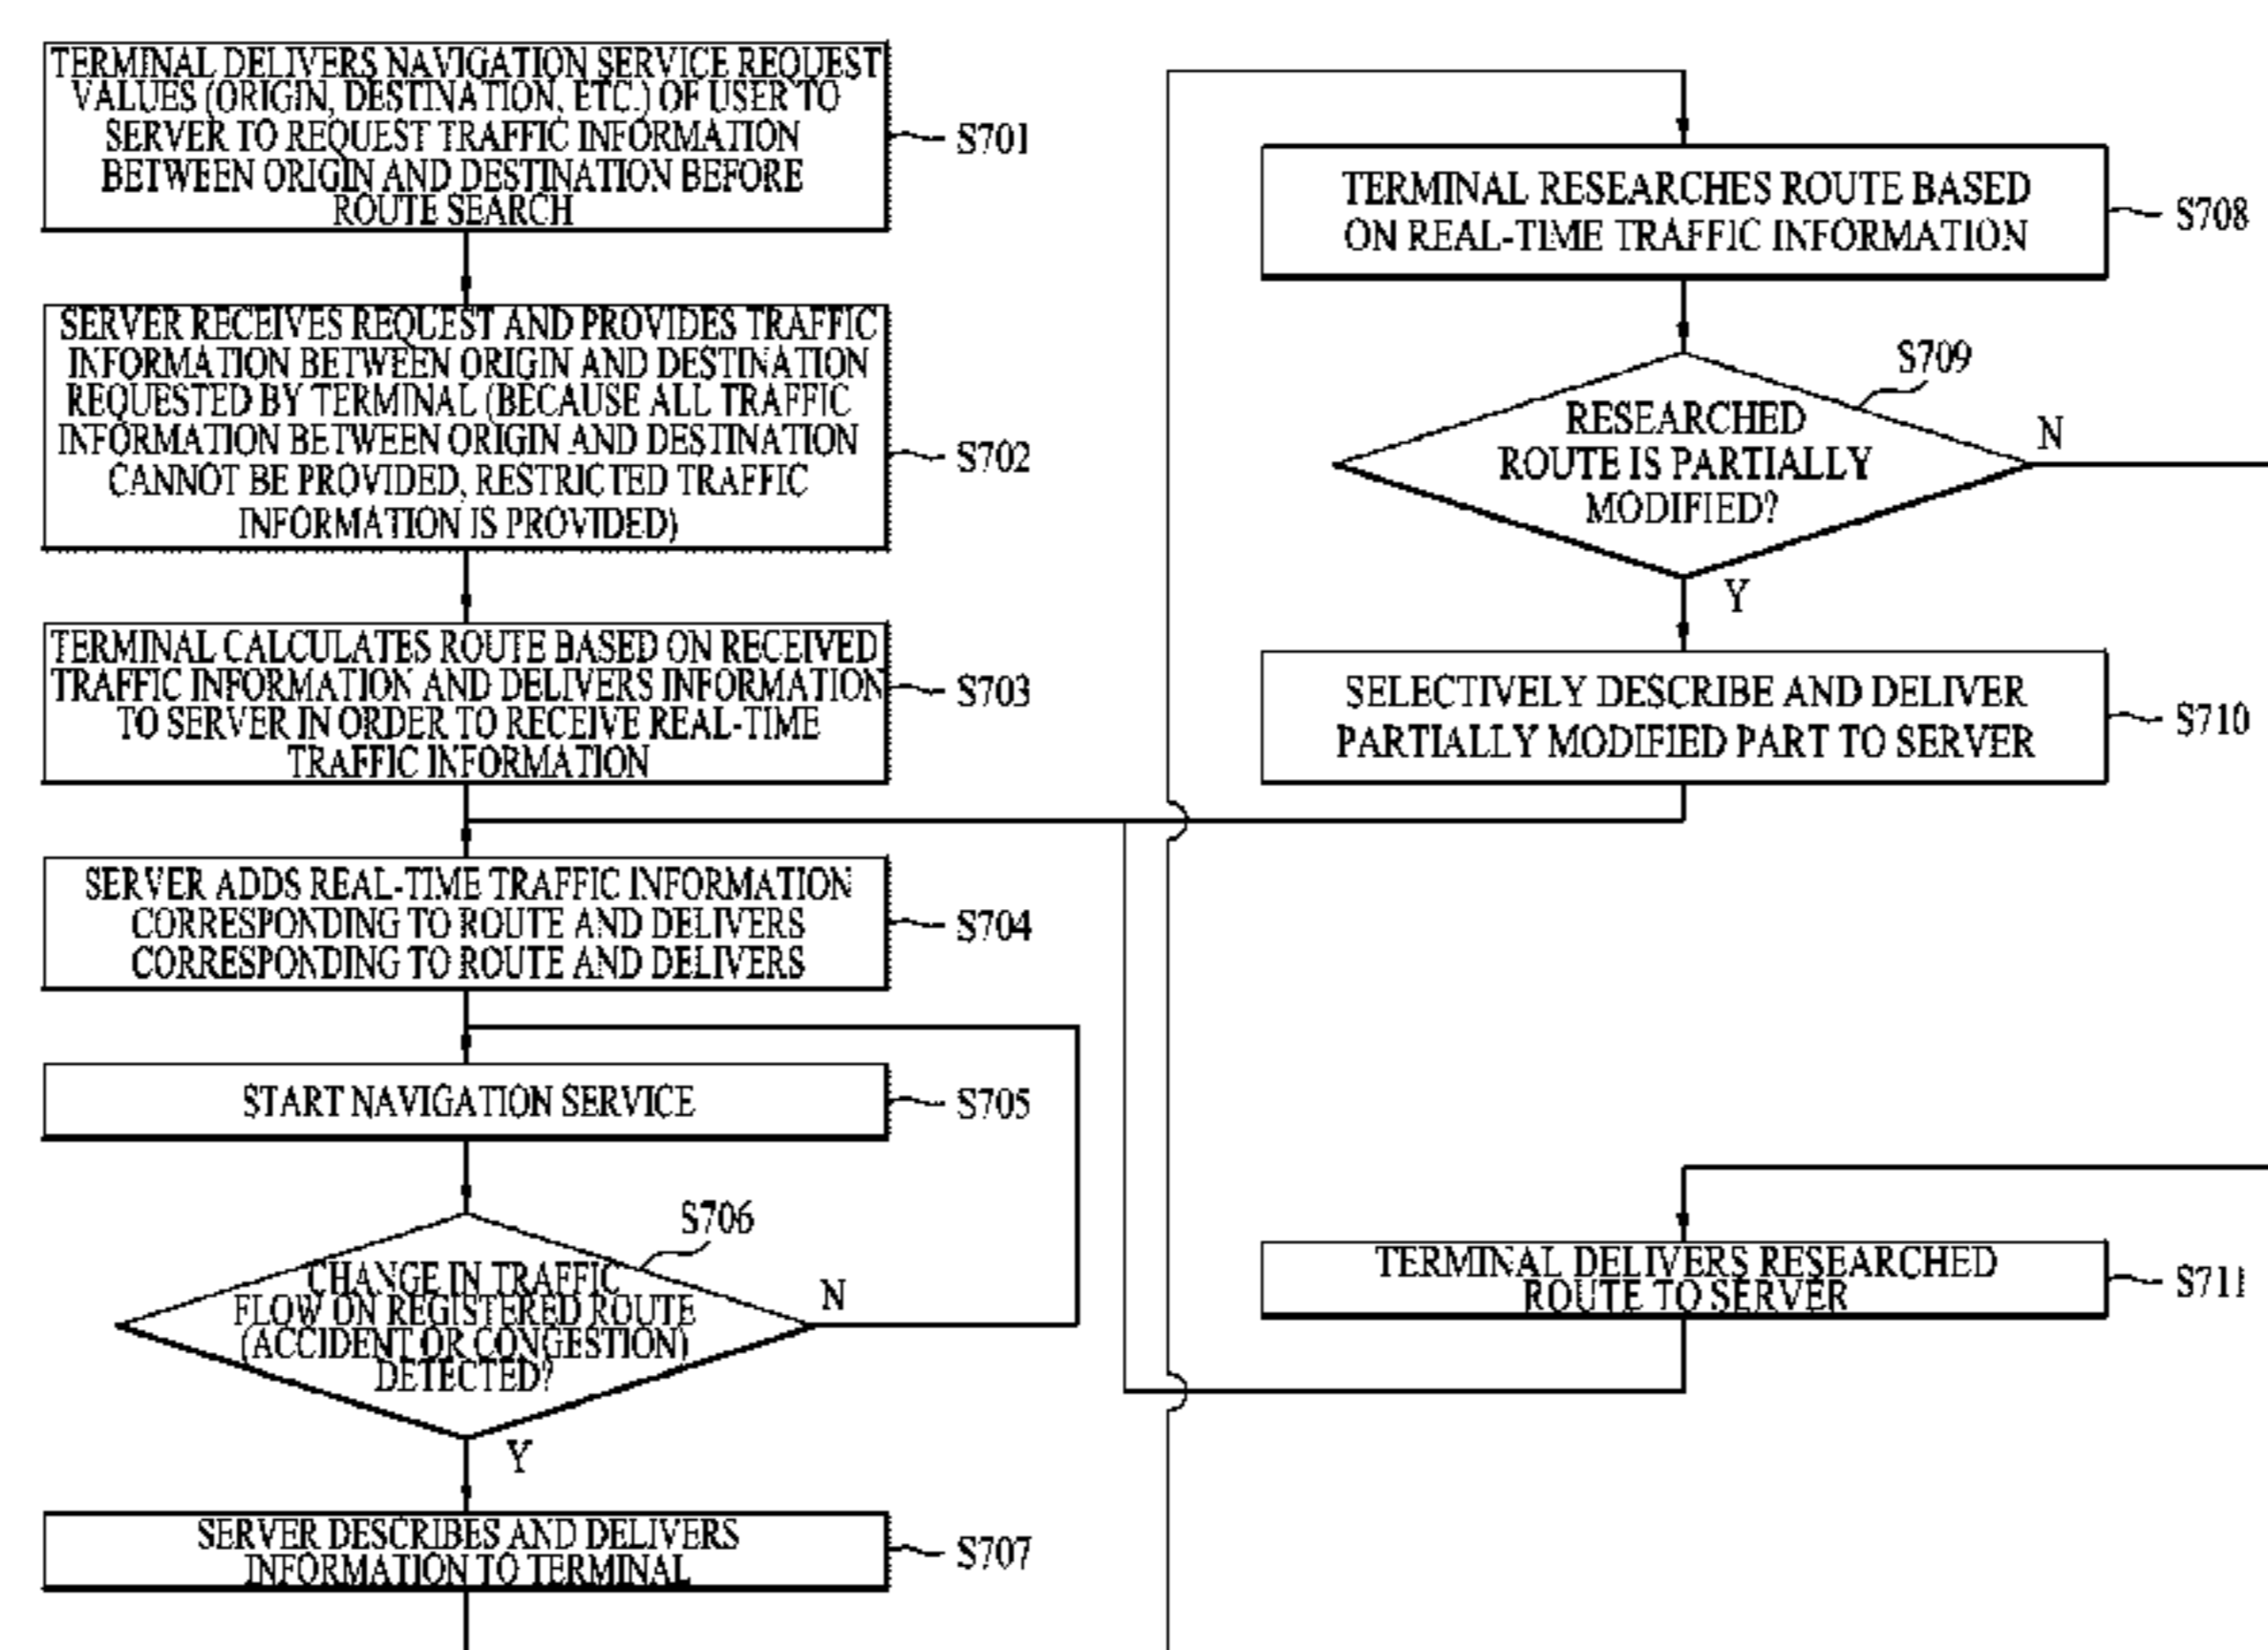 TERMINAL DELIVERS NAVIGATION SERVICE REQUEST
VALUES (ORIGIN, DESTINATION, ETC.) OF USER TO
SERVER TO REQUEST TRAFFIC INFORMATION
BETWEEN ORIGIN AND DESTINATION BEFORE
ROUTE SEARCH
S701
SERVER RECEIVES REQUEST AND PROVIDES TRAFFIC
INFORMATION BETWEEN ORIGIN AND DESTINATION
REQUESTED BY TERMINAL (BECAUSE ALL TRAFFIC
INFORMATION BETWEEN ORIGIN AND DESTINATION
CANNOT BE PROVIDED, RESTRICTED TRAFFIC
INFORMATION IS PROVIDED)
S702
TERMINAL CALCULATES ROUTE BASED ON RECEIVED
TRAFFIC INFORMATION AND DELIVERS INFORMATION
TO SERVER IN ORDER TO RECEIVE REAL-TIME
TRAFFIC INFORMATION
S703
SERVER ADDS REAL-TIME TRAFFIC INFORMATION
CORRESPONDING TO ROUTE AND DELIVERS
CORRESPONDING TO ROUTE AND DELIVERS
S704
START NAVIGATION SERVICE
S705
S706
CHANGE IN TRAFFIC
FLOW ON REGISTERED ROUTE
(ACCIDENT OR CONGESTION)
DETECTED?
N
Y
SERVER DESCRIBES AND DELIVERS
INFORMATION TO TERMINAL
S707
TERMINAL RESEARCHES ROUTE BASED
ON REAL-TIME TRAFFIC INFORMATION
S708
S709
RESEARCHED
ROUTE IS PARTIALLY
MODIFIED?
N
Y
SELECTIVELY DESCRIBE AND DELIVER
PARTIALLY MODIFIED PART TO SERVER
S710
TERMINAL DELIVERS RESEARCHED
ROUTE TO SERVER
S711